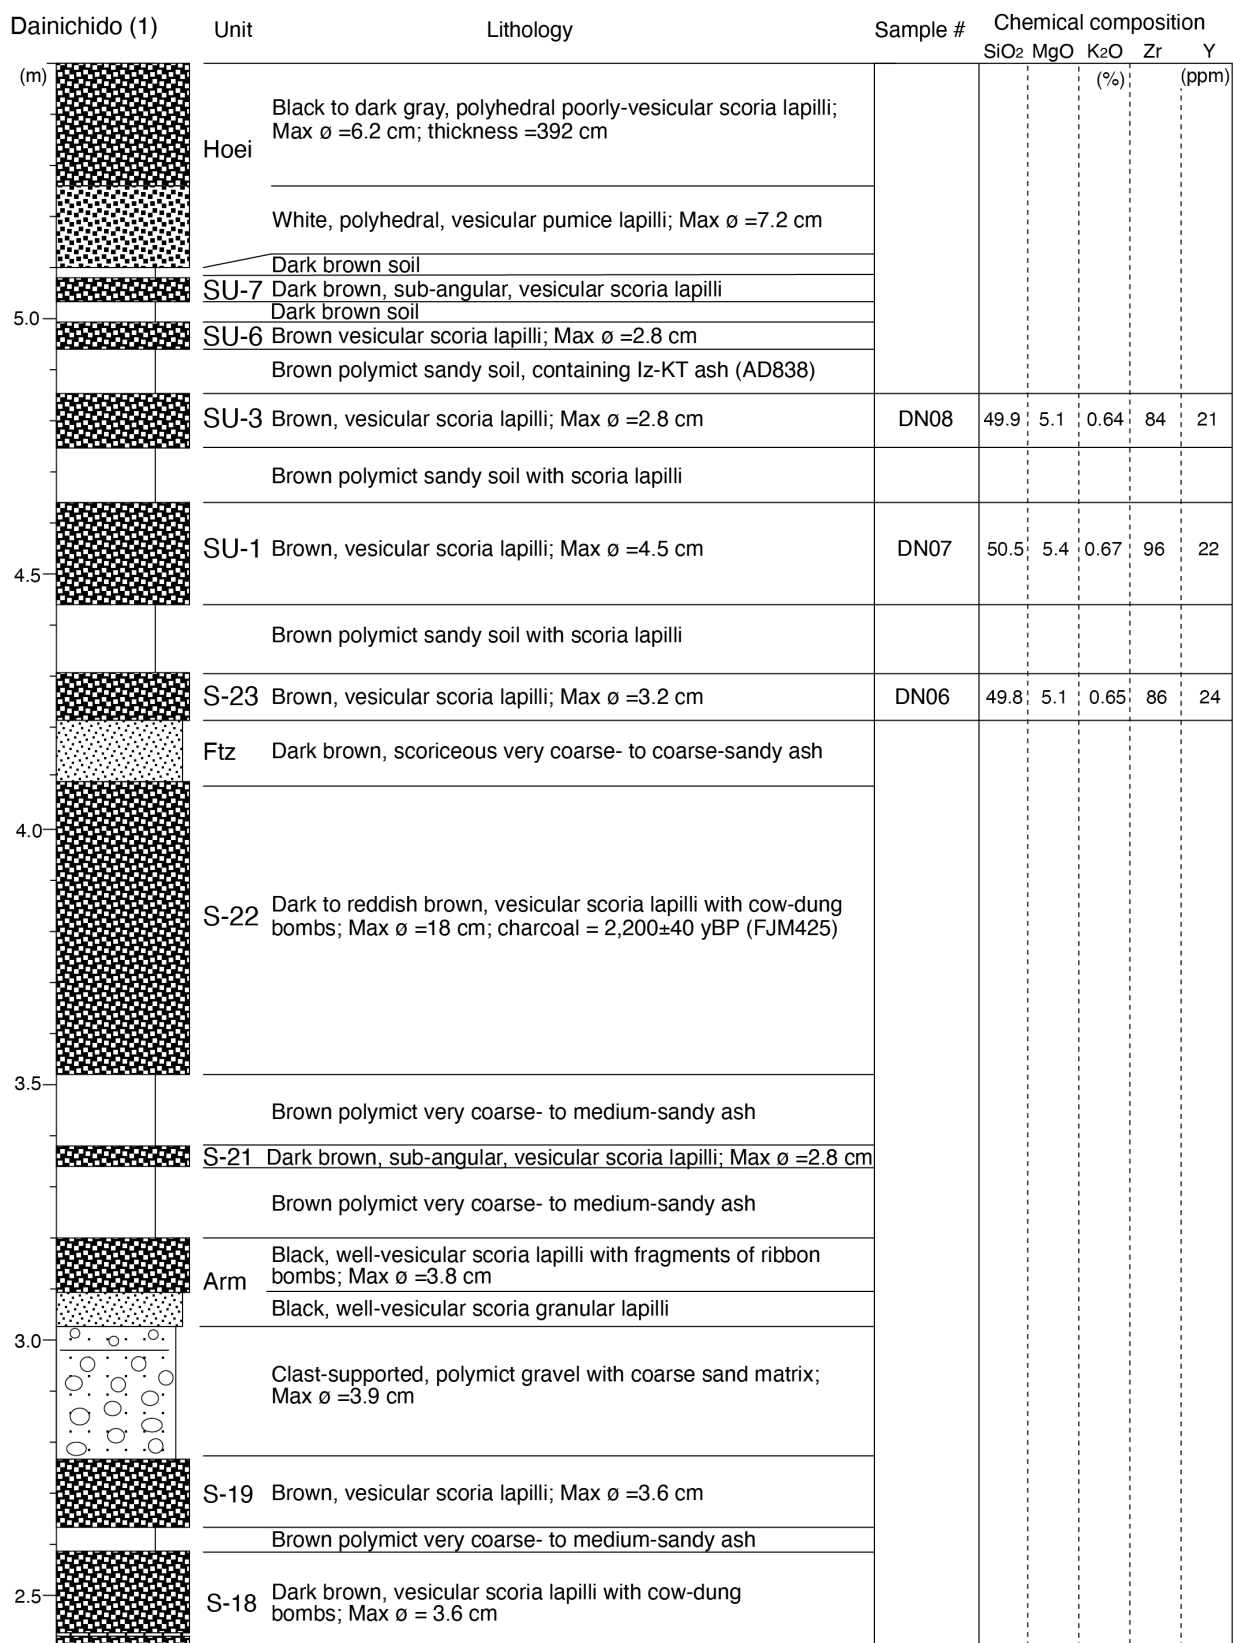 Dainichido (1) Unit Lithology Sample # Chemical composition
SiO2 MgO K2O Zr Y
(m) (%) (ppm)
Black to dark gray, polyhedral poorly-vesicular scoria lapilli;
Max ø =6.2 cm; thickness =392 cm
Hoei
White, polyhedral, vesicular pumice lapilli; Max ø =7.2 cm
Dark brown soil
SU-7 Dark brown, sub-angular, vesicular scoria lapilli
Dark brown soil
5.0
SU-6 Brown vesicular scoria lapilli; Max ø =2.8 cm
Brown polymict sandy soil, containing Iz-KT ash (AD838)
SU-3 Brown, vesicular scoria lapilli; Max ø =2.8 cm DN08 49.9 5.1 0.64 84 21
Brown polymict sandy soil with scoria lapilli
SU-1 Brown, vesicular scoria lapilli; Max ø =4.5 cm DN07 50.5 5.4 0.67 96 22
4.5
Brown polymict sandy soil with scoria lapilli
S-23 Brown, vesicular scoria lapilli; Max ø =3.2 cm DN06 49.8 5.1 0.65 86 24
Ftz Dark brown, scoriceous very coarse- to coarse-sandy ash
4.0
S-22 Dark to reddish brown, vesicular scoria lapilli with cow-dung
bombs; Max ø =18 cm; charcoal = 2,200±40 yBP (FJM425)
3.5
Brown polymict very coarse- to medium-sandy ash
S-21 Dark brown, sub-angular, vesicular scoria lapilli; Max ø =2.8 cm
Brown polymict very coarse- to medium-sandy ash
Black, well-vesicular scoria lapilli with fragments of ribbon
bombs; Max ø =3.8 cm
Arm
Black, well-vesicular scoria granular lapilli
3.0
Clast-supported, polymict gravel with coarse sand matrix;
Max ø =3.9 cm
S-19 Brown, vesicular scoria lapilli; Max ø =3.6 cm
Brown polymict very coarse- to medium-sandy ash
2.5
S-18 Dark brown, vesicular scoria lapilli with cow-dung
bombs; Max ø = 3.6 cm